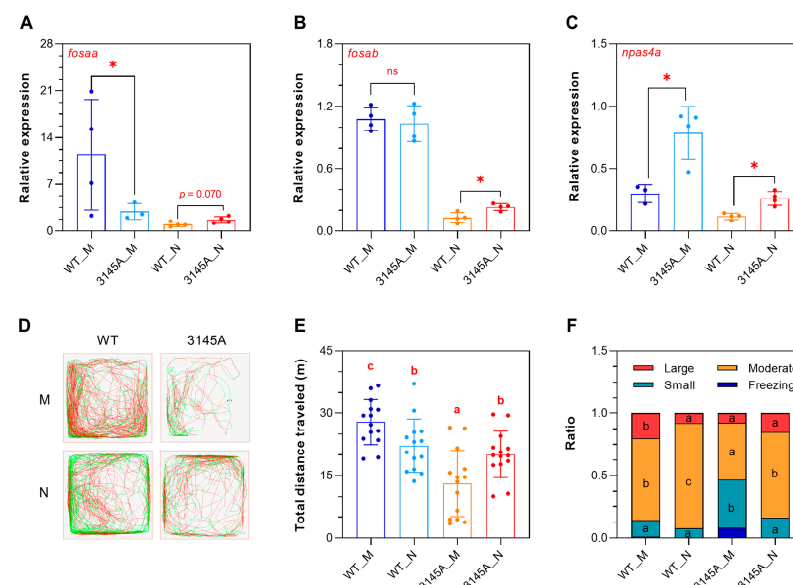 A
28
21
14
7
0
Ralative expression
fosaa
*
p = 0.070
WT_M
3145A_M
WT_N
3145A_N
B
1.8
1.2
0.6
0.0
Ralative expression
fosab
ns
*
WT_M
3145A_M
WT_N
3145A_N
C
1.5
1.0
0.5
0.0
Ralative expression
npas4a
*
*
WT_M
3145A_M
WT_N
3145A_N
D
WT
3145A
M
N
E
45
30
15
0
Total distance traveled (m)
c
b
a
b
WT_M
WT_N
3145A_M
3145A_N
F
1.5
1.0
0.5
0.0
Ratio
Large
Moderat
Small
Freezing
b
a
a
a
b
c
a
b
a
a
b
a
WT_M
WT_N
3145A_M
3145A_N